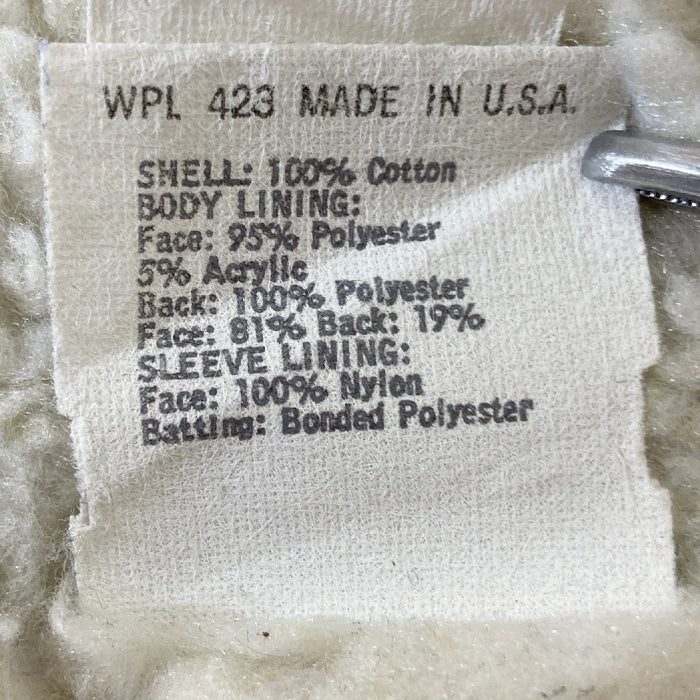 WPL 423 MADE IN U.S.A.
SHELL: 100% Cotton
BODY LINING:
Face: 95% Polyester
5% Acrylic
Back: 100% Polyester
Face: 81% Back: 19%
SLEEVE LINING:
Face: 100% Nylon
Batting: Bonded Polyester